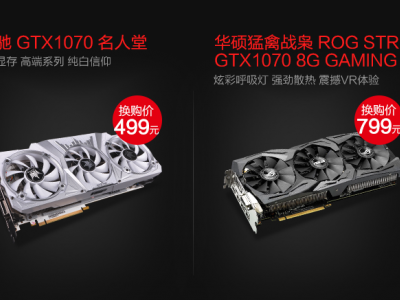 驰 GTX1070 名人堂
显存 高端系列 纯白信仰
换购价
499元
华硕猛禽战枭 ROG STR
GTX1070 8G GAMING
炫彩呼吸灯 强劲散热 震撼VR体验
换购价
799元